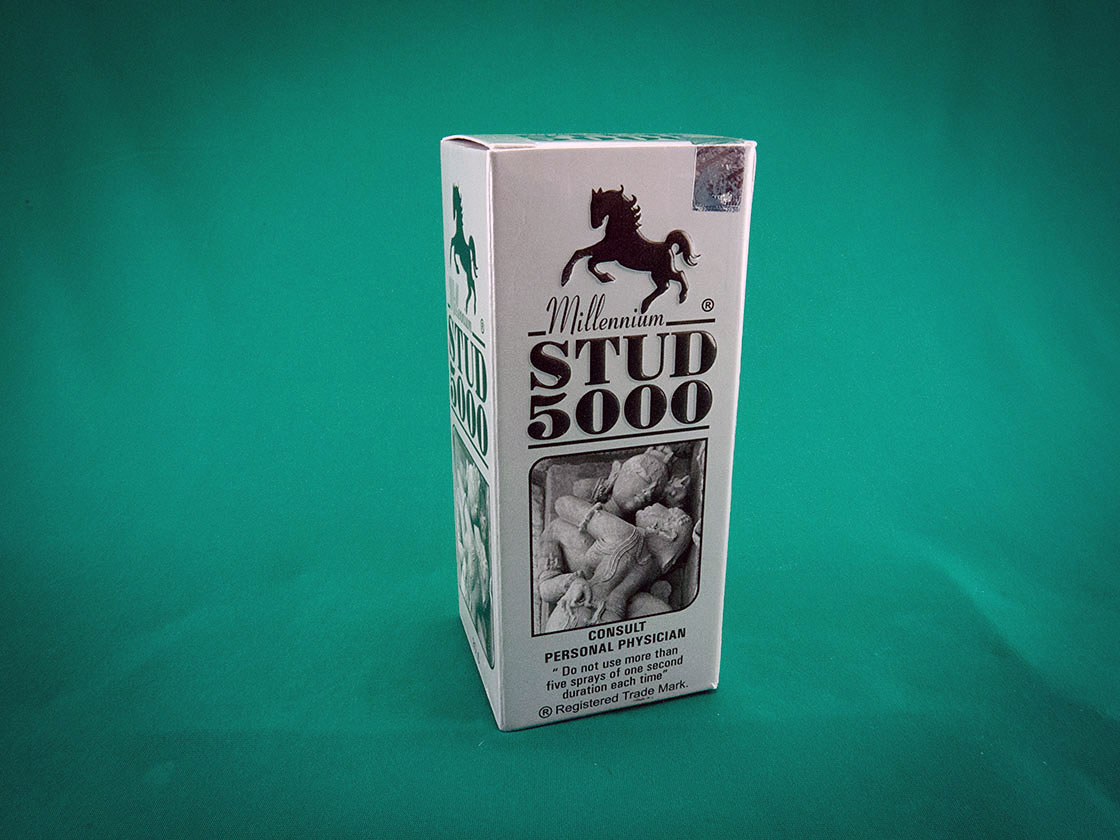 Millennium
®
STUD
5000
CONSULT
PERSONAL PHYSICIAN
“ Do not use more than
five sprays of one second
duration each time”
® Registered Trade Mark.
Millennium
®
STUD
5000